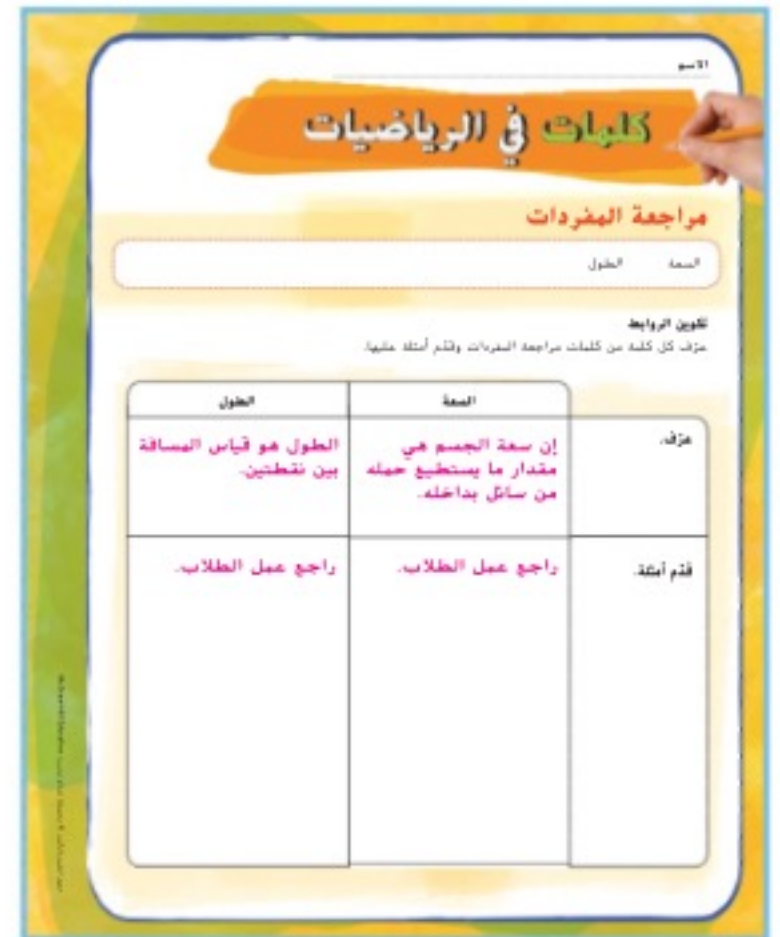 الاسم
كلمات في الرياضيات
مراجعة المفردات
السعة الطول
تكوين الروابط
عرّف كل كلمة من كلمات مراجعة المفردات وقدّم أمثلة عليها.
السعة الطول
عرّف.
إن سعة الجسم هي
مقدار ما يستطيع حمله
من سائل بداخله.
الطول هو قياس المسافة
بين نقطتين.
قدّم أمثلة.
راجع عمل الطلاب.
راجع عمل الطلاب.